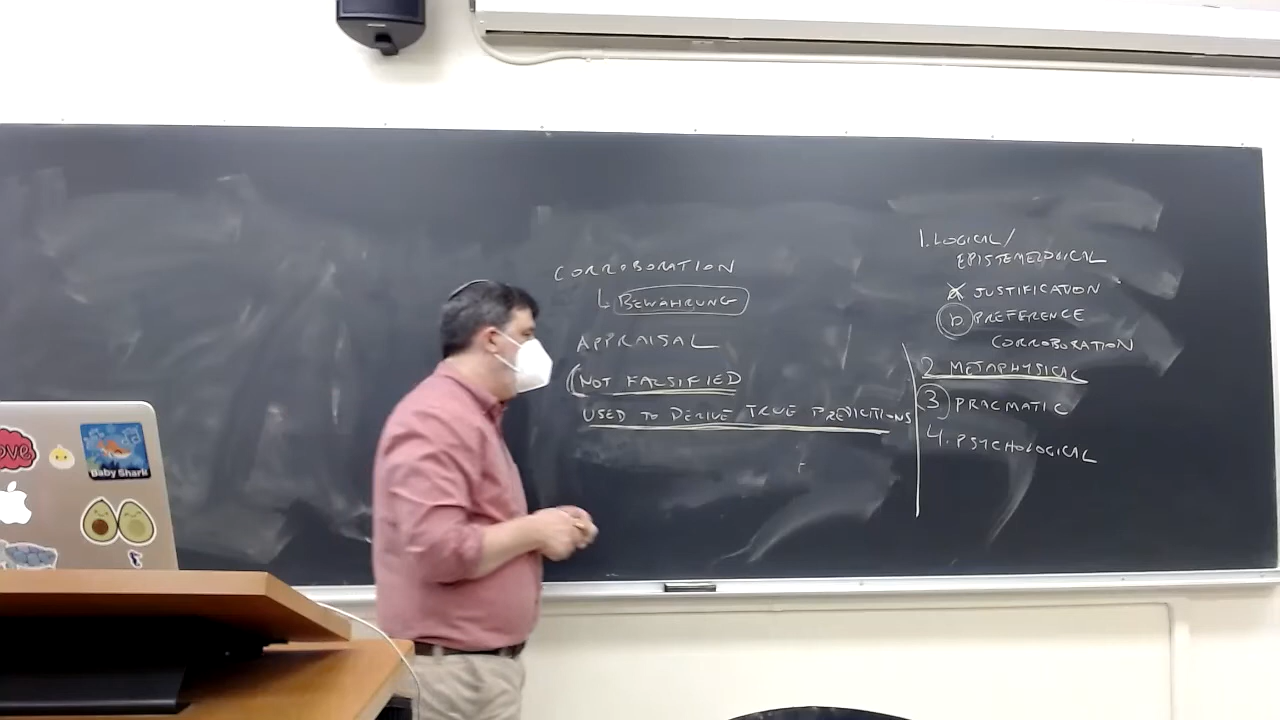 CORROBORATION
↳ BEWÄHRUNG
APPRAISAL
(NOT FALSIFIED
USED TO DERIVE TRUE PREDICTIONS
1. LOGICAL/
EPISTEMOLOGICAL
JUSTIFICATION
b. PREFERENCE
CORROBORATION
2 METAPHYSICAL
3 PRAGMATIC
4. PSYCHOLOGICAL
ove
Baby Shark